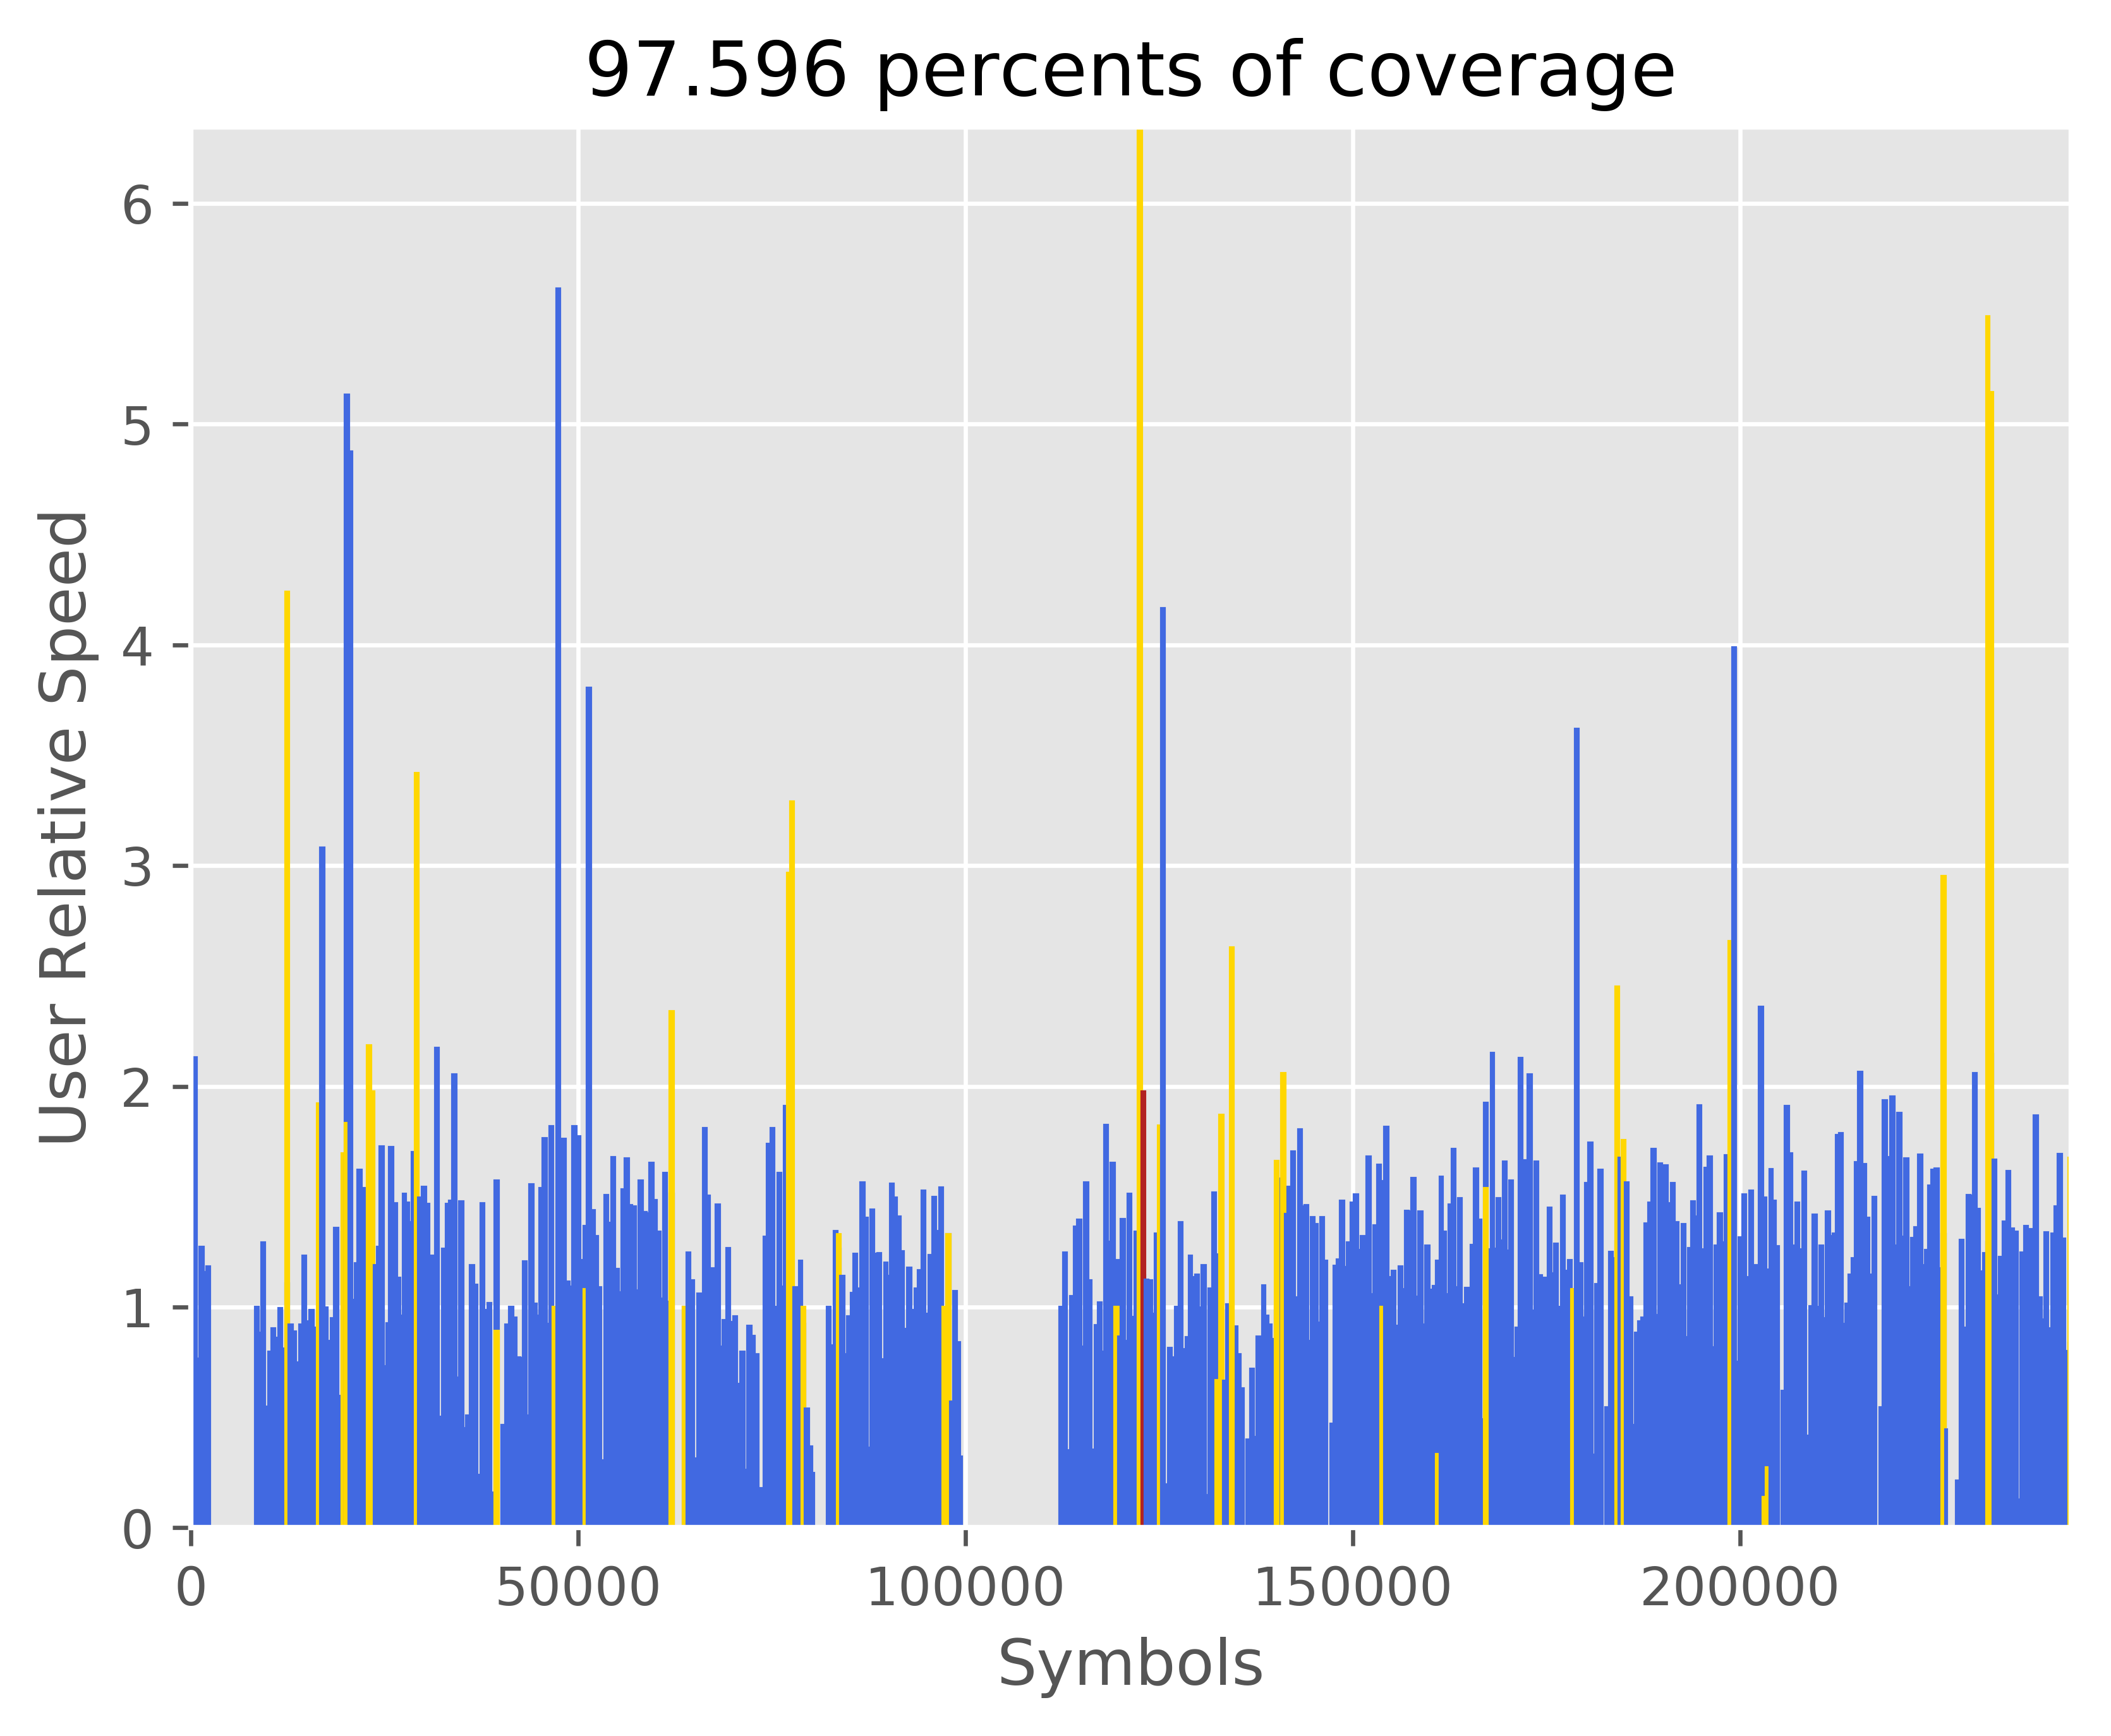 97.596 percents of coverage
6
5
4
3
2
1
0
User Relative Speed
0 50000 100000 150000 200000
Symbols